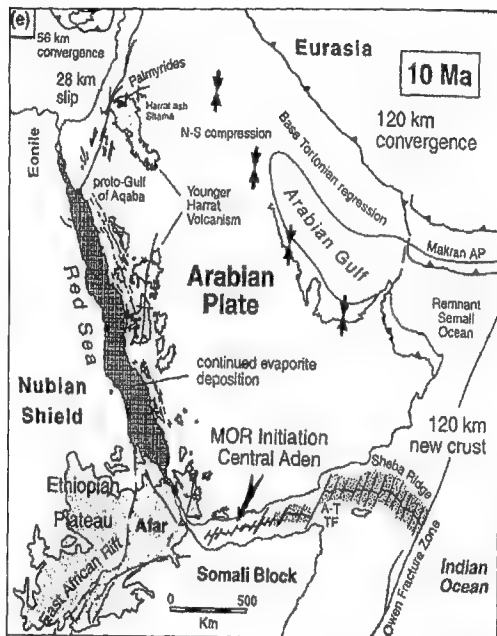 (e)
56 km
convergence
28 km
slip
Palmyrides
Harrat ash
Shama
Eurasia
10 Ma
120 km
convergence
N-S compression
Eonile
Basa Tortonian regression
proto-Gulf
of Aqaba
Younger
Harrat
Volcanism
Arabian Gulf
Makran AP
Red Sea
Arabian
Plate
Remnant
Semail
Ocean
continued evaporite
deposition
Nubian
Shield
120 km
new crust
MOR Initiation
Central Aden
Sheba Ridge
Ethiopian
Plateau
Afar
A-T
TF
East African Rift
Somali Block
Owen Fracture Zone
Indian
Ocean
0
500
Km